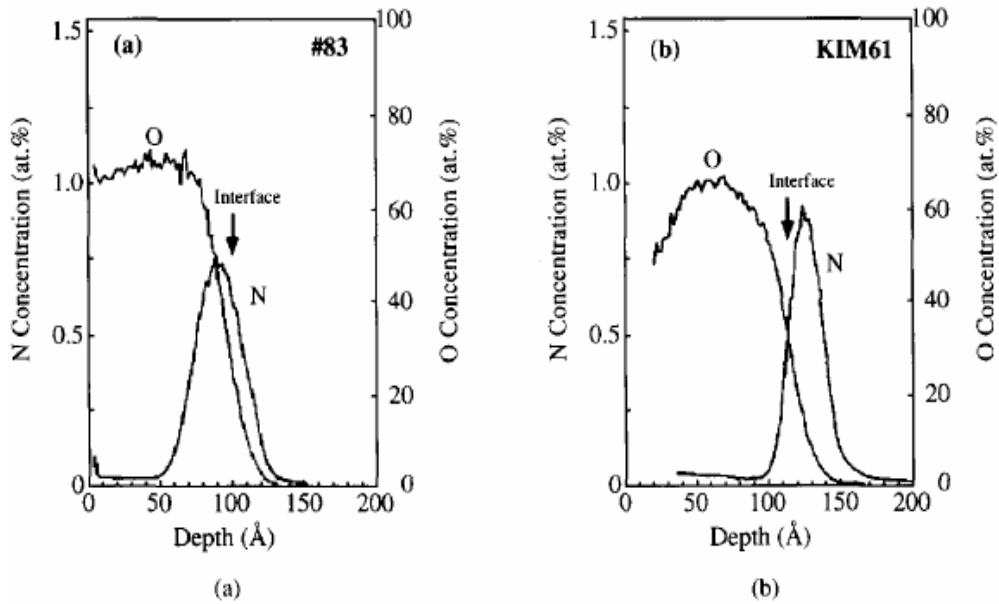 (a) #83
1.5
1.0
0.5
0
N Concentration (at.%)
O
Interface
N
100
80
60
40
20
0
O Concentration (at.%)
0 50 100 150 200
Depth (Å)
(a)
(b) KIM61
1.5
1.0
0.5
0
N Concentration (at.%)
O
Interface
N
100
80
60
40
20
0
O Concentration (at.%)
0 50 100 150 200
Depth (Å)
(b)